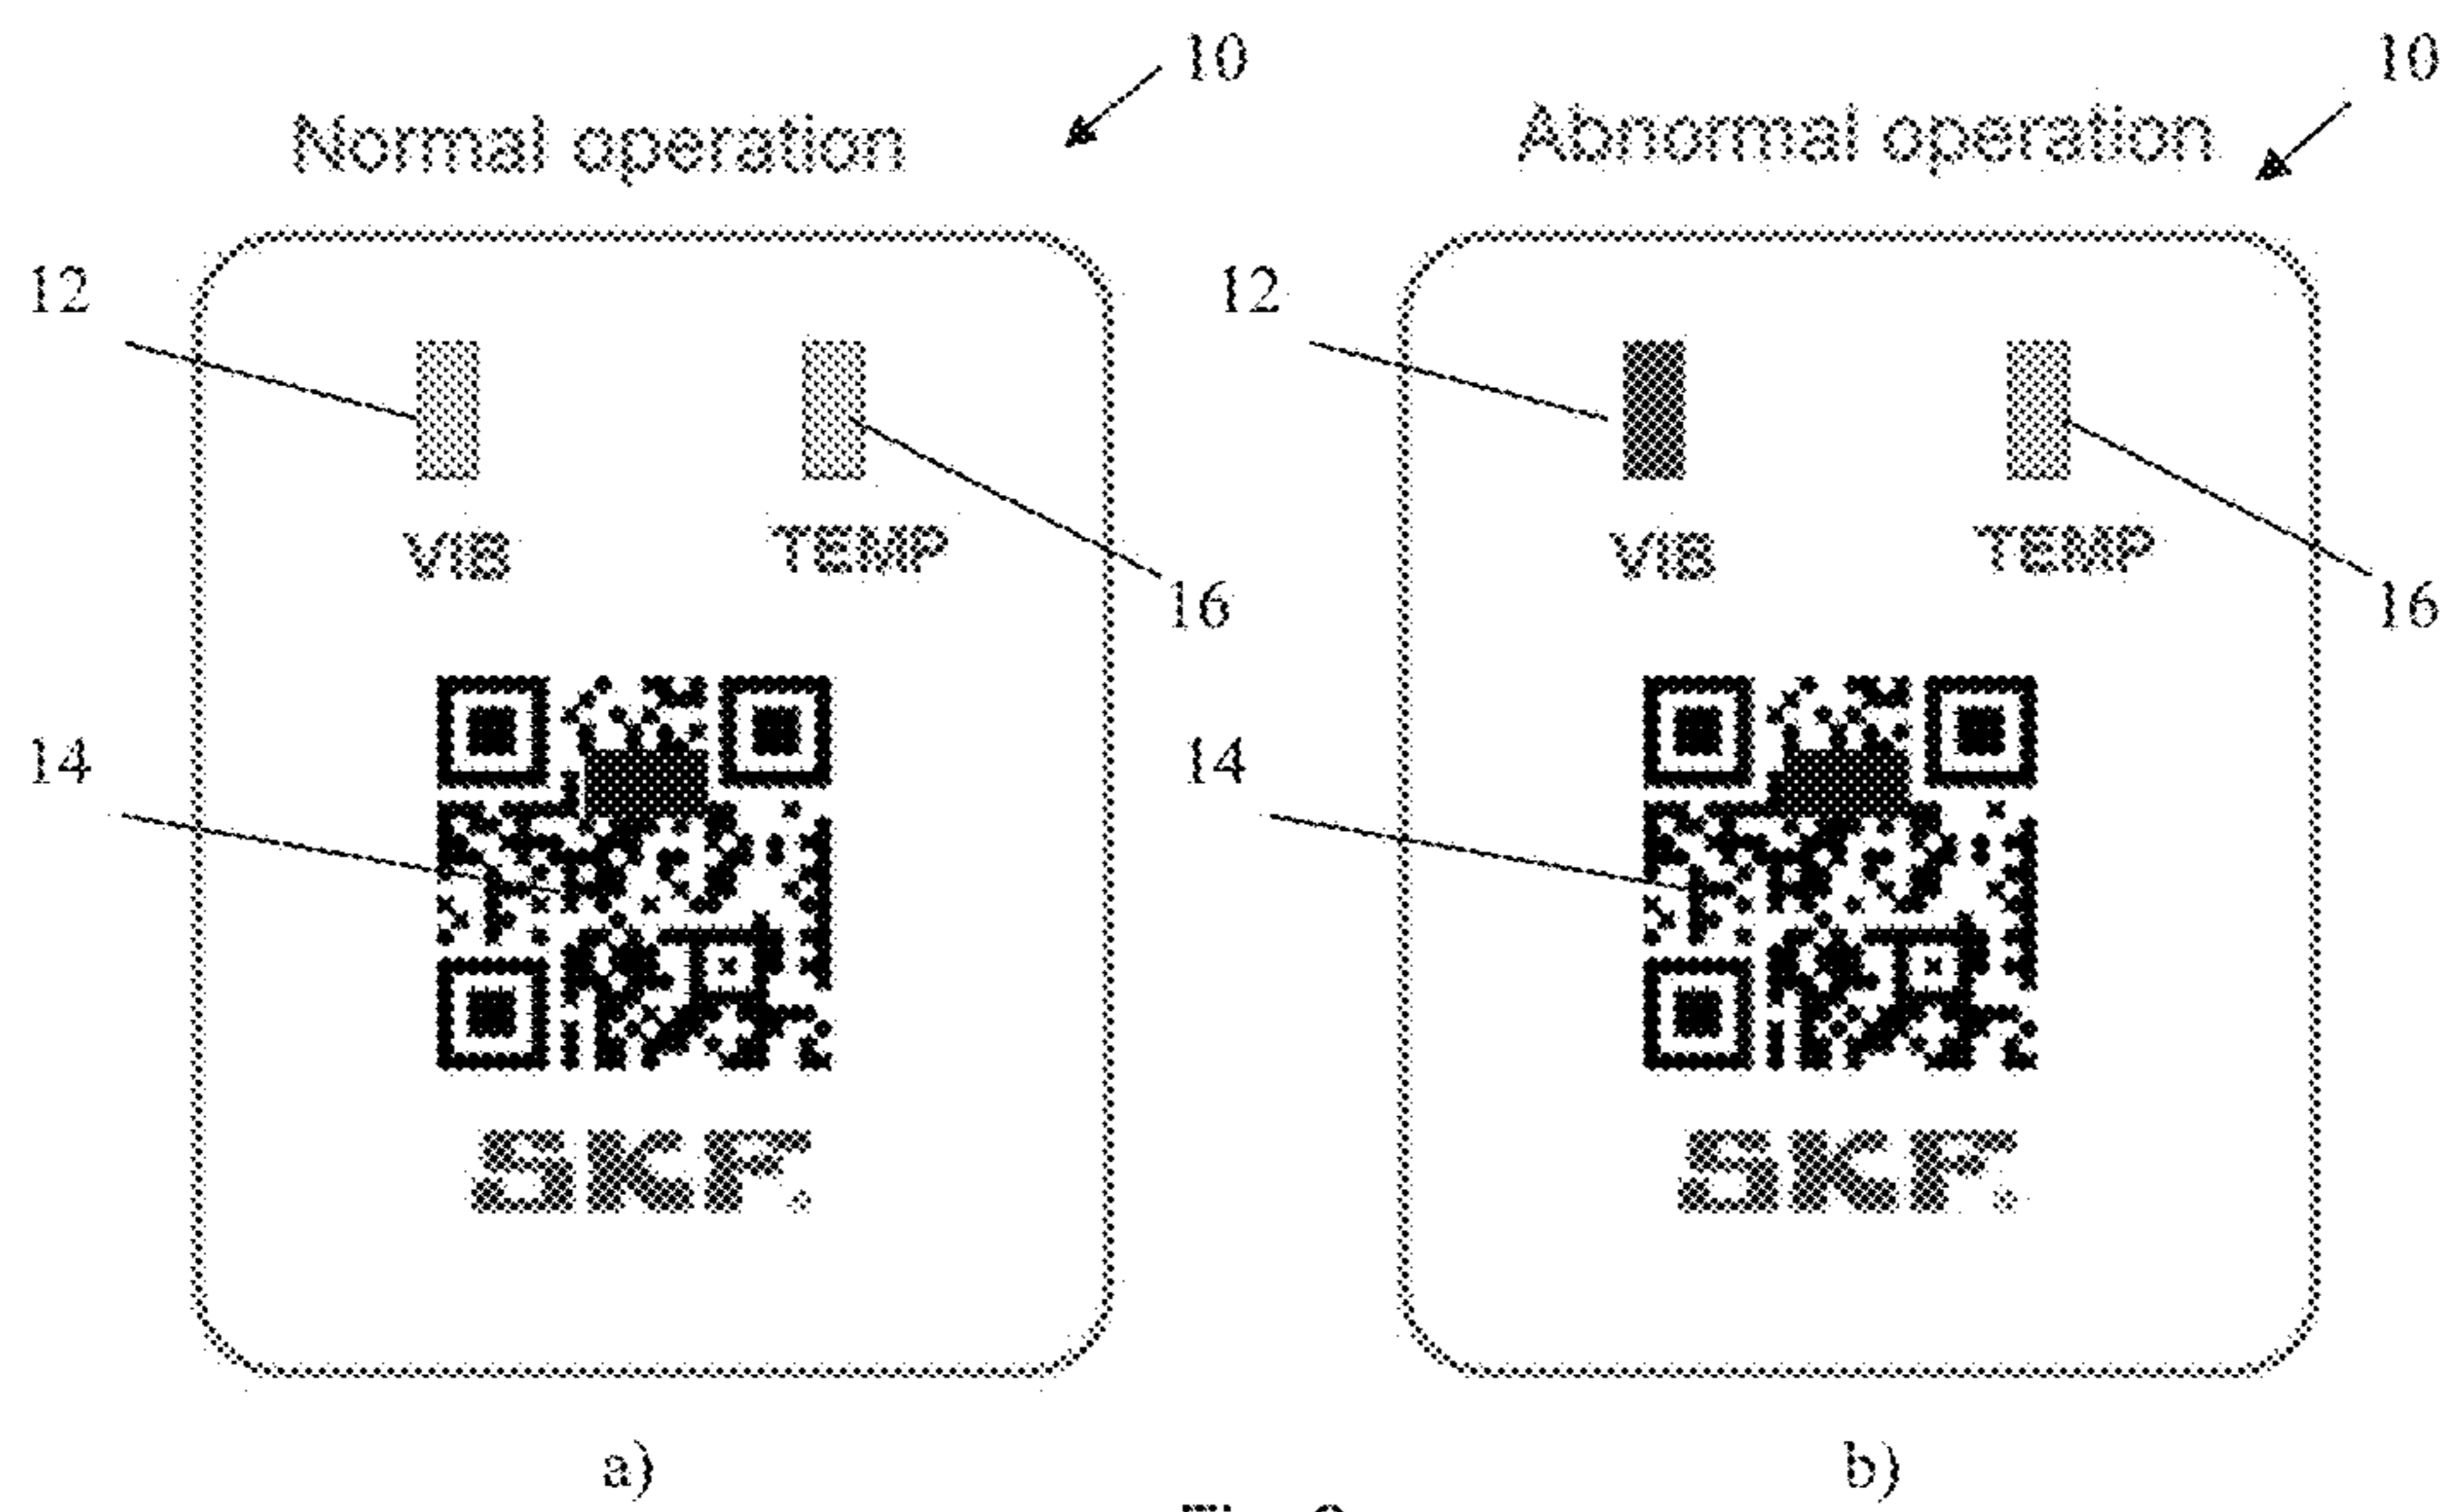 10
10
Normal operation
Abnormal operation
12
12
VIB
TEMP
VIB
TEMP
16
16
14
14
SKF
SKF
a)
b)